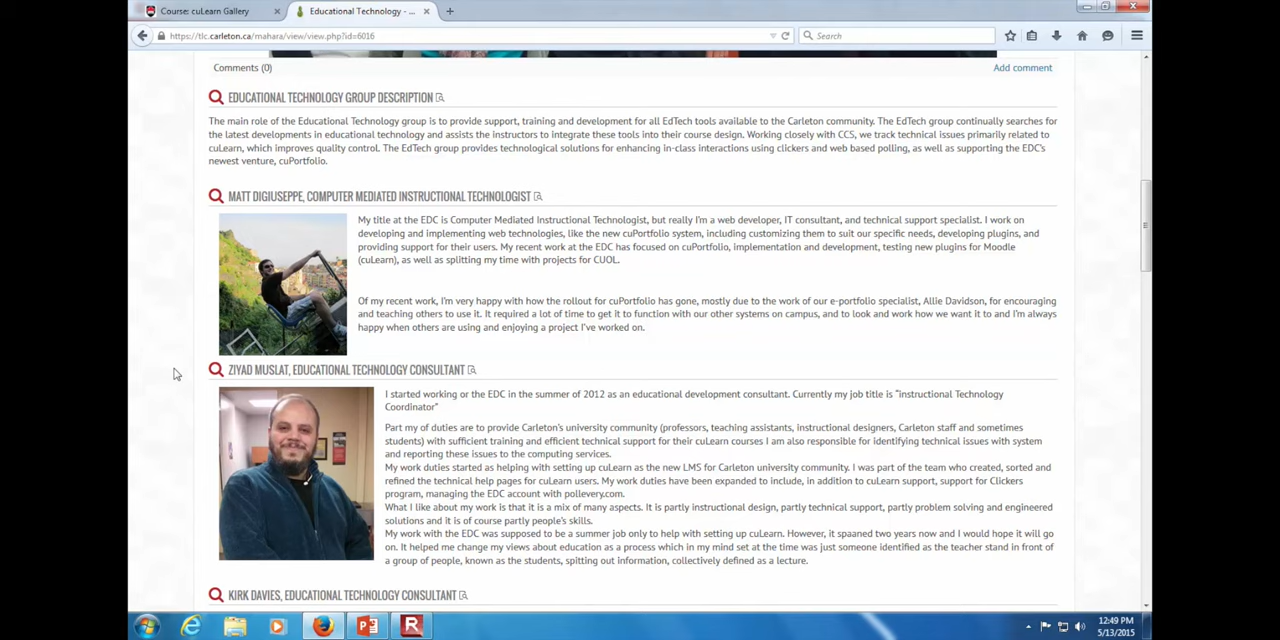 Course: cuLearn Gallery
Educational Technology - ...
https://tlc.carleton.ca/mahara/view/view.php?id=6016
Search
Comments (0)
Add comment
EDUCATIONAL TECHNOLOGY GROUP DESCRIPTION
The main role of the Educational Technology group is to provide support, training and development for all EdTech tools available to the Carleton community. The EdTech group continually searches for
the latest developments in educational technology and assists the instructors to integrate these tools into their course design. Working closely with CCS, we track technical issues primarily related to
cuLearn, which improves quality control. The EdTech group provides technological solutions for enhancing in-class interactions using clickers and web based polling, as well as supporting the EDC's
newest venture, cuPortfolio.
MATT DIGIUSEPPE, COMPUTER MEDIATED INSTRUCTIONAL TECHNOLOGIST
My title at the EDC is Computer Mediated Instructional Technologist, but really I'm a web developer, IT consultant, and technical support specialist. I work on
developing and implementing web technologies, like the new cuPortfolio system, including customizing them to suit our specific needs, developing plugins, and
providing support for their users. My recent work at the EDC has focused on cuPortfolio, implementation and development, testing new plugins for Moodle
(cuLearn), as well as splitting my time with projects for CUOL.
Of my recent work, I'm very happy with how the rollout for cuPortfolio has gone, mostly due to the work of our e-portfolio specialist, Allie Davidson, for encouraging
and teaching others to use it. It required a lot of time to get it to function with our other systems on campus, and to look and work how we want it to and I'm always
happy when others are using and enjoying a project I've worked on.
ZIYAD MUSLAT, EDUCATIONAL TECHNOLOGY CONSULTANT
I started working or the EDC in the summer of 2012 as an educational development consultant. Currently my job title is "instructional Technology
Coordinator"
Part my of duties are to provide Carleton's university community (professors, teaching assistants, instructional designers, Carleton staff and sometimes
students) with sufficient training and efficient technical support for their cuLearn courses I am also responsible for identifying technical issues with system
and reporting these issues to the computing services.
My work duties started as helping with setting up cuLearn as the new LMS for Carleton university community. I was part of the team who created, sorted and
refined the technical help pages for cuLearn users. My work duties have been expanded to include, in addition to cuLearn support, support for Clickers
program, managing the EDC account with pollevery.com.
What I like about my work is that it is a mix of many aspects. It is partly instructional design, partly technical support, partly problem solving and engineered
solutions and it is of course partly people's skills.
My work with the EDC was supposed to be a summer job only to help with setting up cuLearn. However, it spaaned two years now and I would hope it will go
on. It helped me change my views about education as a process which in my mind set at the time was just someone identified as the teacher stand in front of
a group of people, known as the students, spitting out information, collectively defined as a lecture.
KIRK DAVIES, EDUCATIONAL TECHNOLOGY CONSULTANT
12:49 PM
5/13/2015